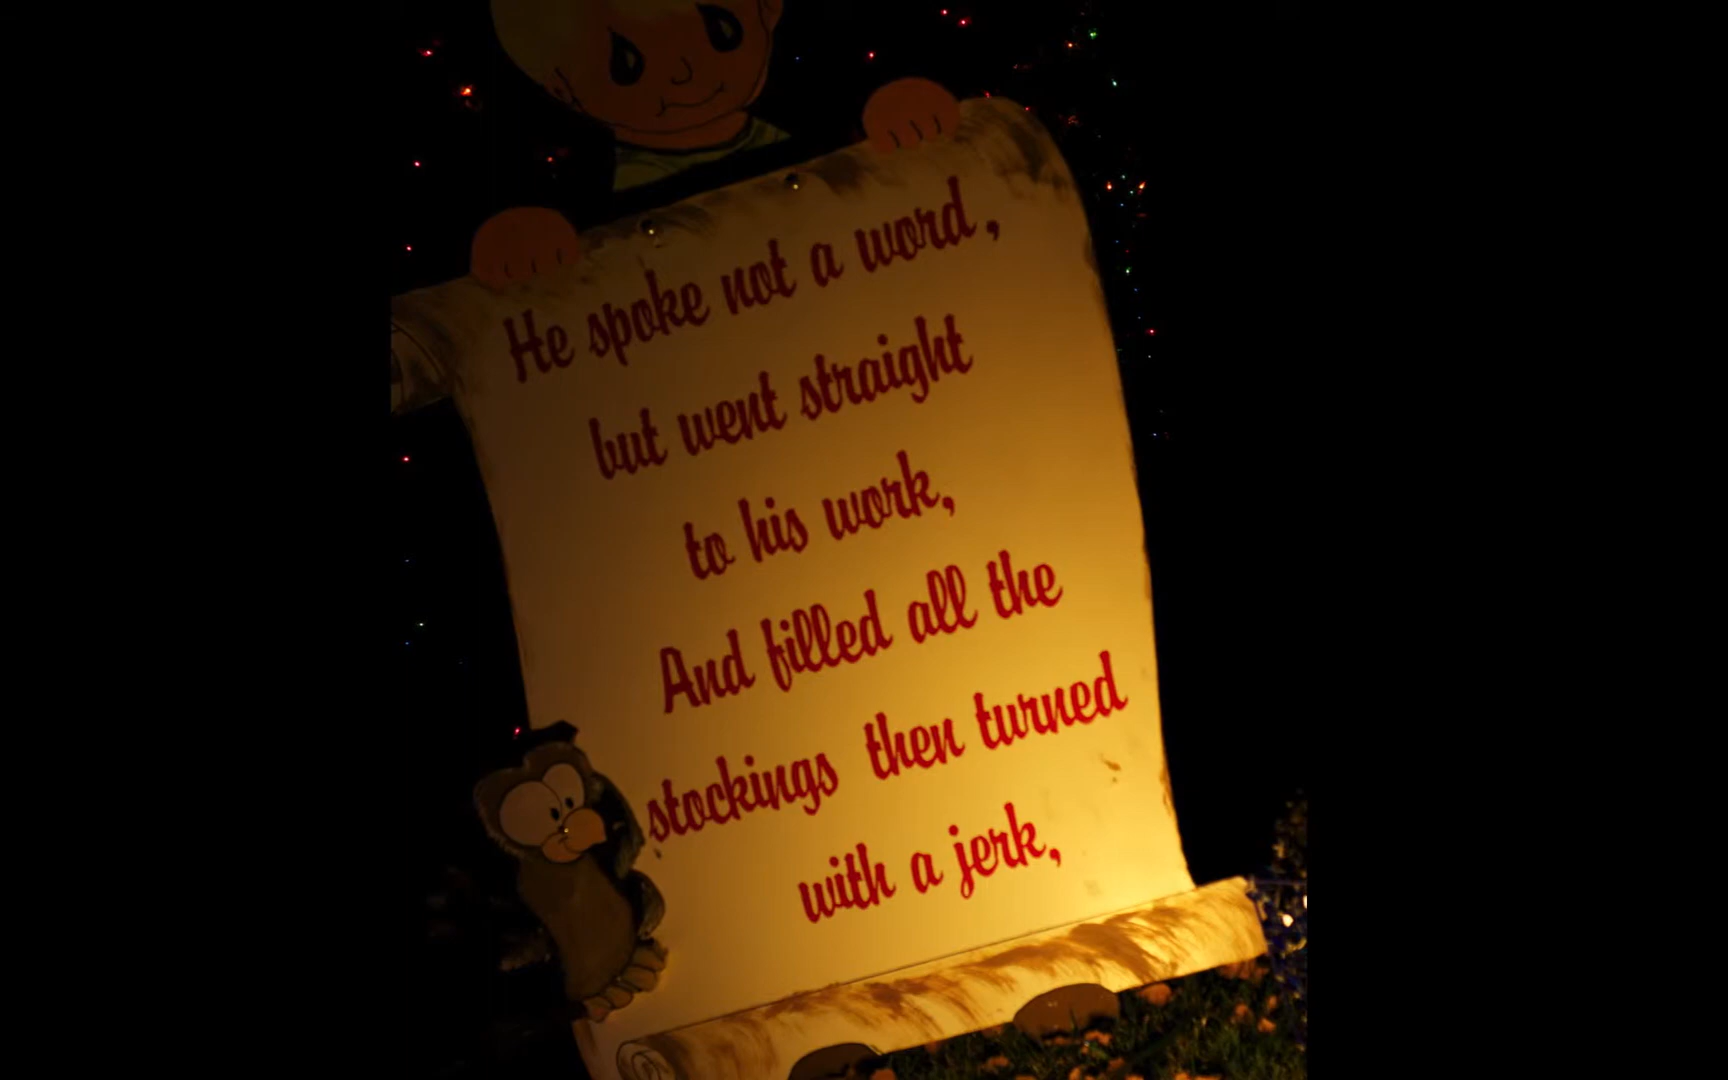 He spoke not a word,
but went straight
to his work,
And filled all the
stockings then turned
with a jerk,